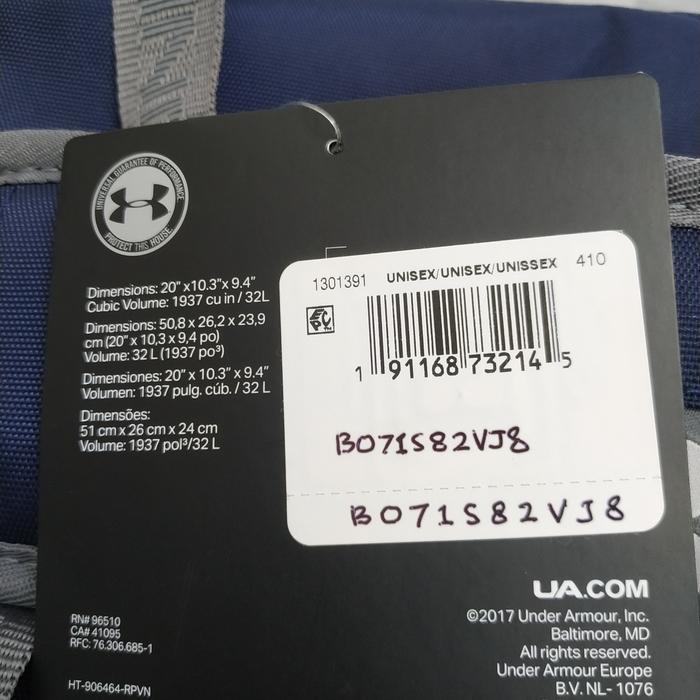 UNIVERSAL GUARANTEE OF PERFORMANCE
PROTECT THIS HOUSE
Dimensions: 20" x10.3"x 9.4"
Cubic Volume: 1937 cu in / 32L
Dimensions: 50,8 x 26,2 x 23,9
cm (20" x 10,3 x 9,4 po)
Volume: 32 L (1937 po³)
Dimensiones: 20" x 10.3" x 9.4"
Volumen: 1937 pulg. cúb. / 32 L
Dimensões:
51 cm x 26 cm x 24 cm
Volume: 1937 pol³/32 L
1301391 UNISEX/UNISEX/UNISSEX 410
EPC
1 91168 73214 5
B071S82VJ8
B071S82VJ8
UA.COM
©2017 Under Armour, Inc.
Baltimore, MD
All rights reserved.
Under Armour Europe
B.V. NL- 1076
RN# 96510
CA# 41095
RFC: 76.306.685-1
HT-906464-RPVN